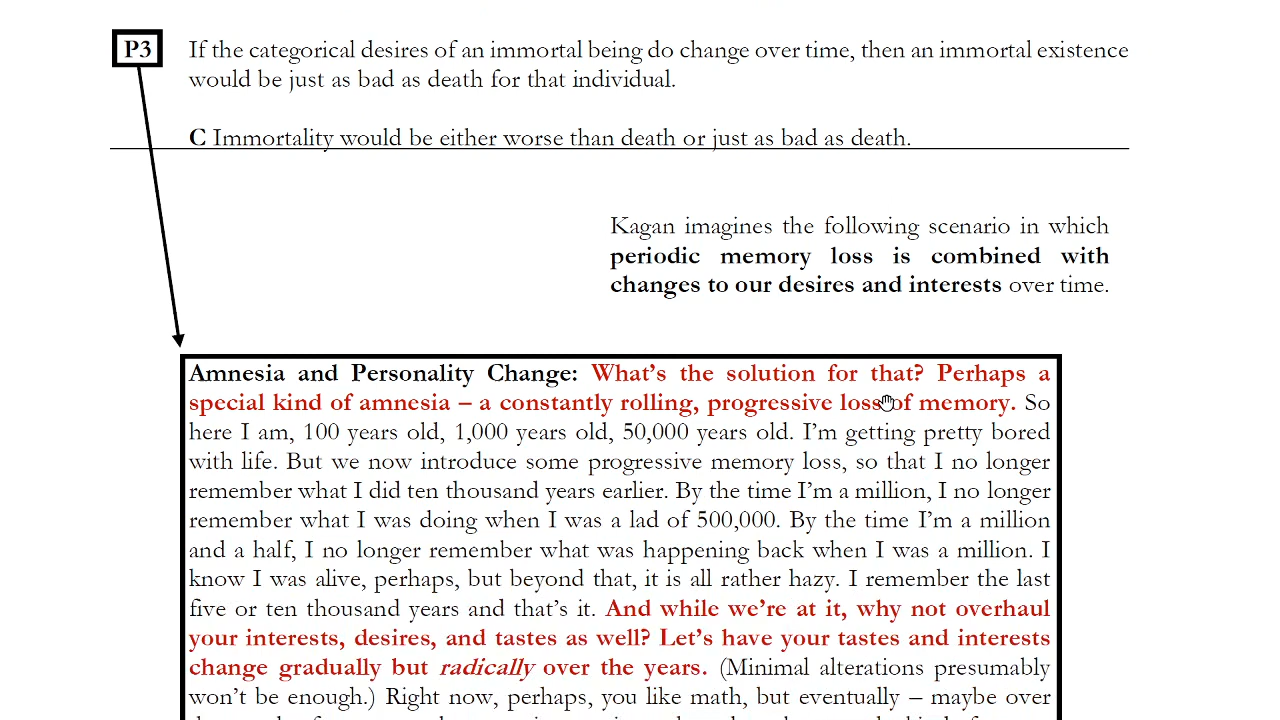 P3 If the categorical desires of an immortal being do change over time, then an immortal existence
would be just as bad as death for that individual.
C Immortality would be either worse than death or just as bad as death.
Kagan imagines the following scenario in which
periodic memory loss is combined with
changes to our desires and interests over time.
Amnesia and Personality Change: What’s the solution for that? Perhaps a
special kind of amnesia – a constantly rolling, progressive loss of memory. So
here I am, 100 years old, 1,000 years old, 50,000 years old. I’m getting pretty bored
with life. But we now introduce some progressive memory loss, so that I no longer
remember what I did ten thousand years earlier. By the time I’m a million, I no longer
remember what I was doing when I was a lad of 500,000. By the time I’m a million
and a half, I no longer remember what was happening back when I was a million. I
know I was alive, perhaps, but beyond that, it is all rather hazy. I remember the last
five or ten thousand years and that’s it. And while we’re at it, why not overhaul
your interests, desires, and tastes as well? Let’s have your tastes and interests
change gradually but radically over the years. (Minimal alterations presumably
won’t be enough.) Right now, perhaps, you like math, but eventually – maybe over